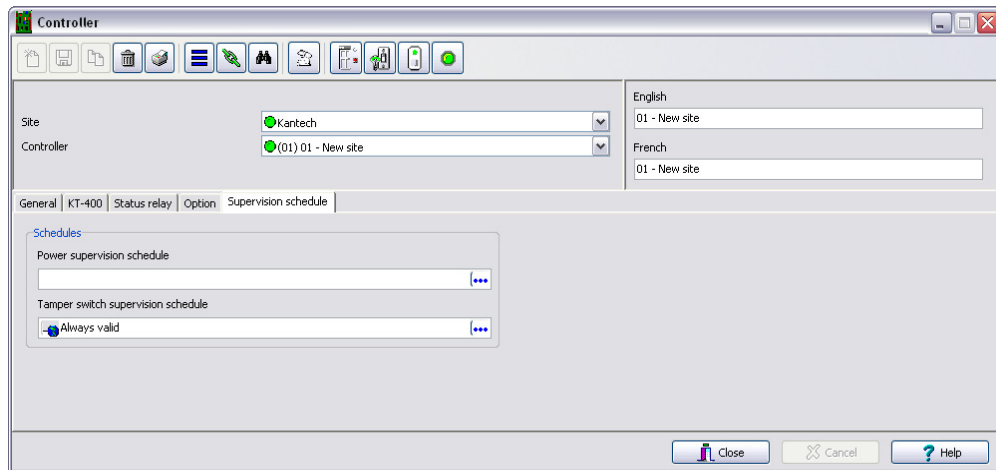 Controller
English
Site
Kantech
01 - New site
Controller
(01) 01 - New site
French
01 - New site
General KT-400 Status relay Option Supervision schedule
Schedules
Power supervision schedule
Tamper switch supervision schedule
Always valid
Close Cancel Help